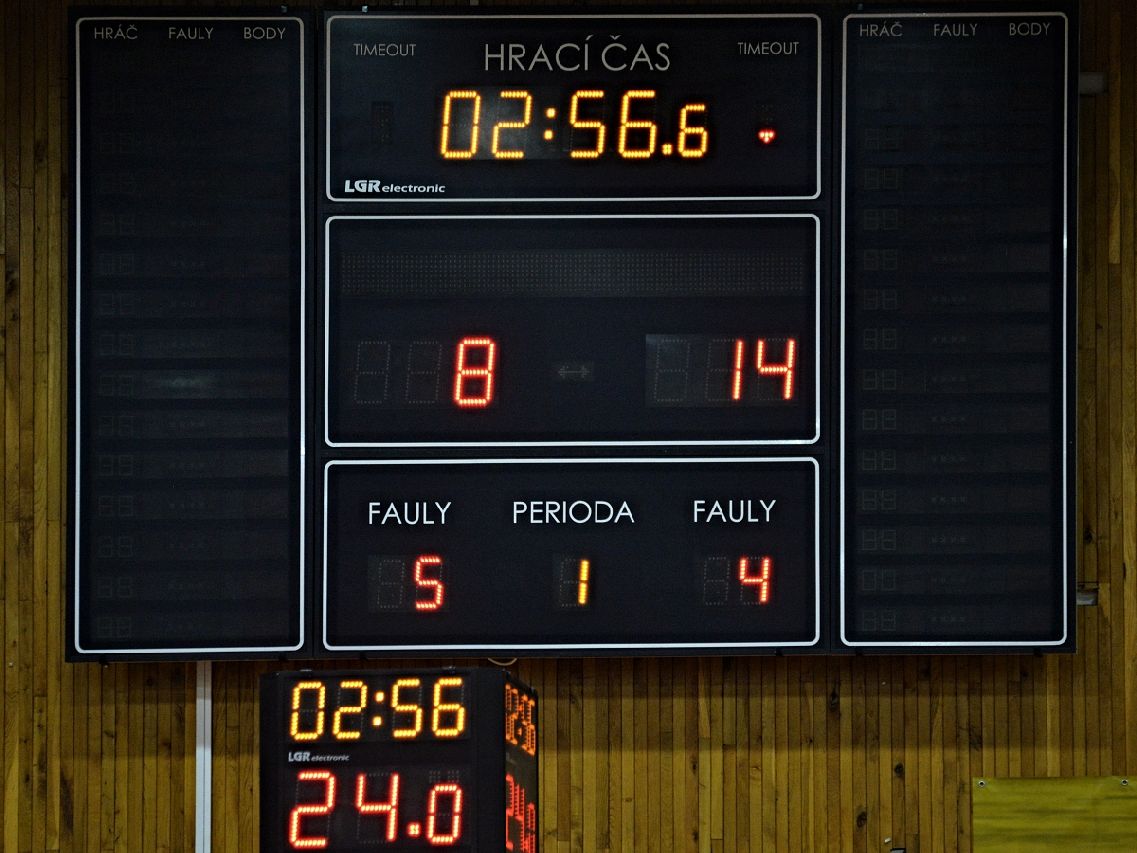 HRÁČ FAULY BODY
TIMEOUT HRACÍ ČAS TIMEOUT
02:56.6
LGR electronic
8 14
FAULY PERIODA FAULY
5 1 4
HRÁČ FAULY BODY
02:56
LGR electronic
24.0